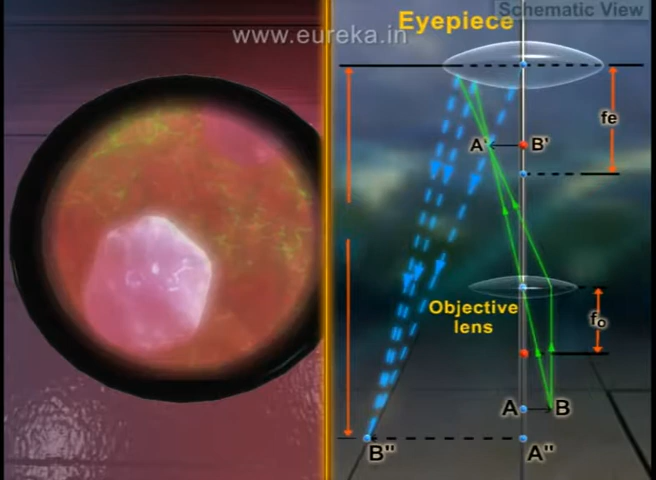 Schematic View
Eyepiece
www.eureka.in
fe
A' B'
Objective
lens
fo
A B
B" A"